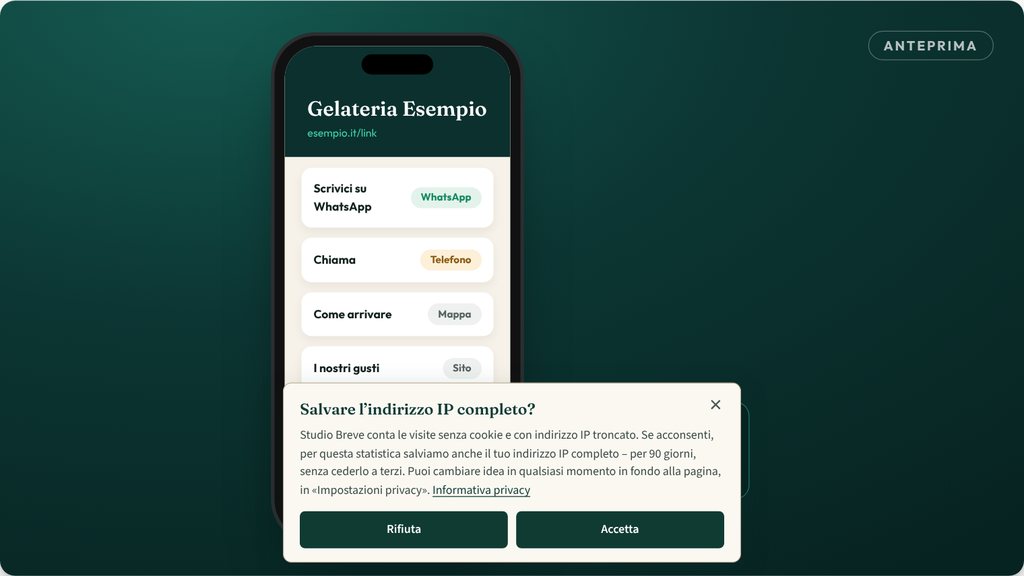 ANTEPRIMA
Gelateria Esempio
esempio.it/link
Scrivici su
WhatsApp
WhatsApp
Chiama
Telefono
Come arrivare
Mappa
I nostri gusti
Sito
Salvare l’indirizzo IP completo?
Studio Breve conta le visite senza cookie e con indirizzo IP troncato. Se acconsenti,
per questa statistica salviamo anche il tuo indirizzo IP completo – per 90 giorni,
senza cederlo a terzi. Puoi cambiare idea in qualsiasi momento in fondo alla pagina,
in «Impostazioni privacy». Informativa privacy
Rifiuta
Accetta